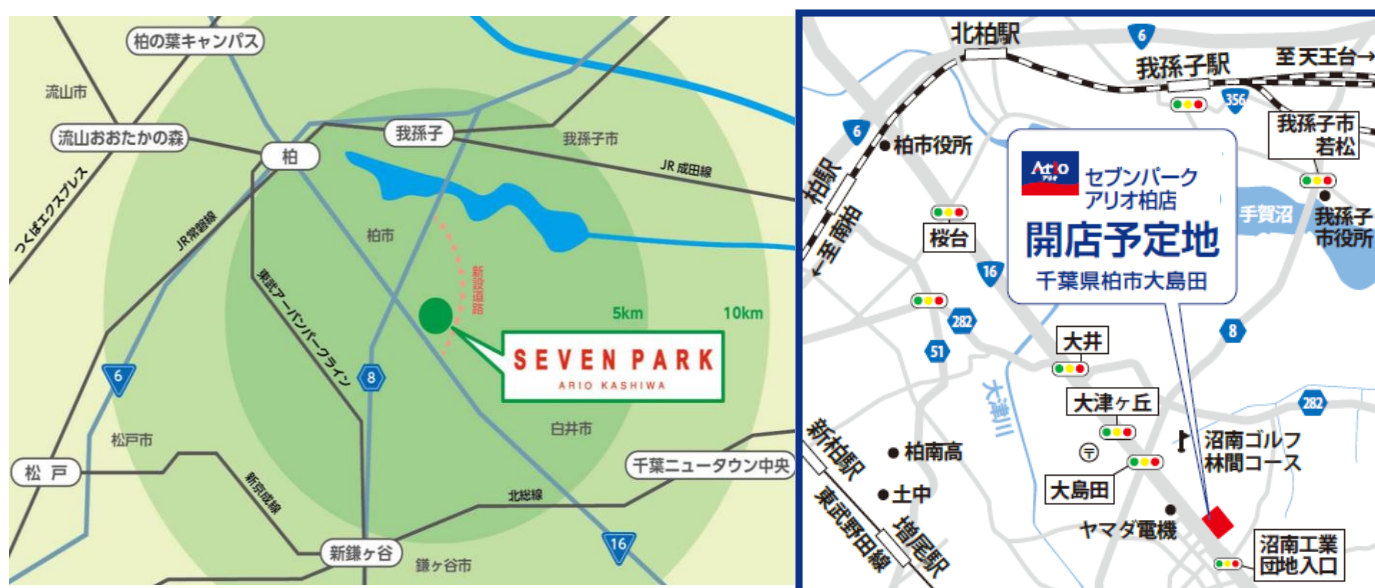 柏の葉キャンパス
流山市
流山おおたかの森
柏
我孫子
我孫子市
JR成田線
つくばエクスプレス
JR常磐線
東武アーバンパークライン
柏市
新設道路
5km
10km
SEVEN PARK
ARIO KASHIWA
6
8
松戸市
白井市
松戸
千葉ニュータウン中央
新京成線
北総線
16
新鎌ヶ谷
鎌ヶ谷市
北柏駅
6
我孫子駅
至 天王台→
356
我孫子市
若松
6
柏市役所
柏駅
←至 南柏
桜台
Ario
アリオ
セブンパーク
アリオ柏店
開店予定地
千葉県柏市大島田
手賀沼
我孫子
市役所
16
282
51
8
大井
大津川
大津ヶ丘
282
〒
沼南ゴルフ
林間コース
新柏駅
柏南高
大島田
土中
東武野田線
増尾駅
ヤマダ電機
沼南工業
団地入口